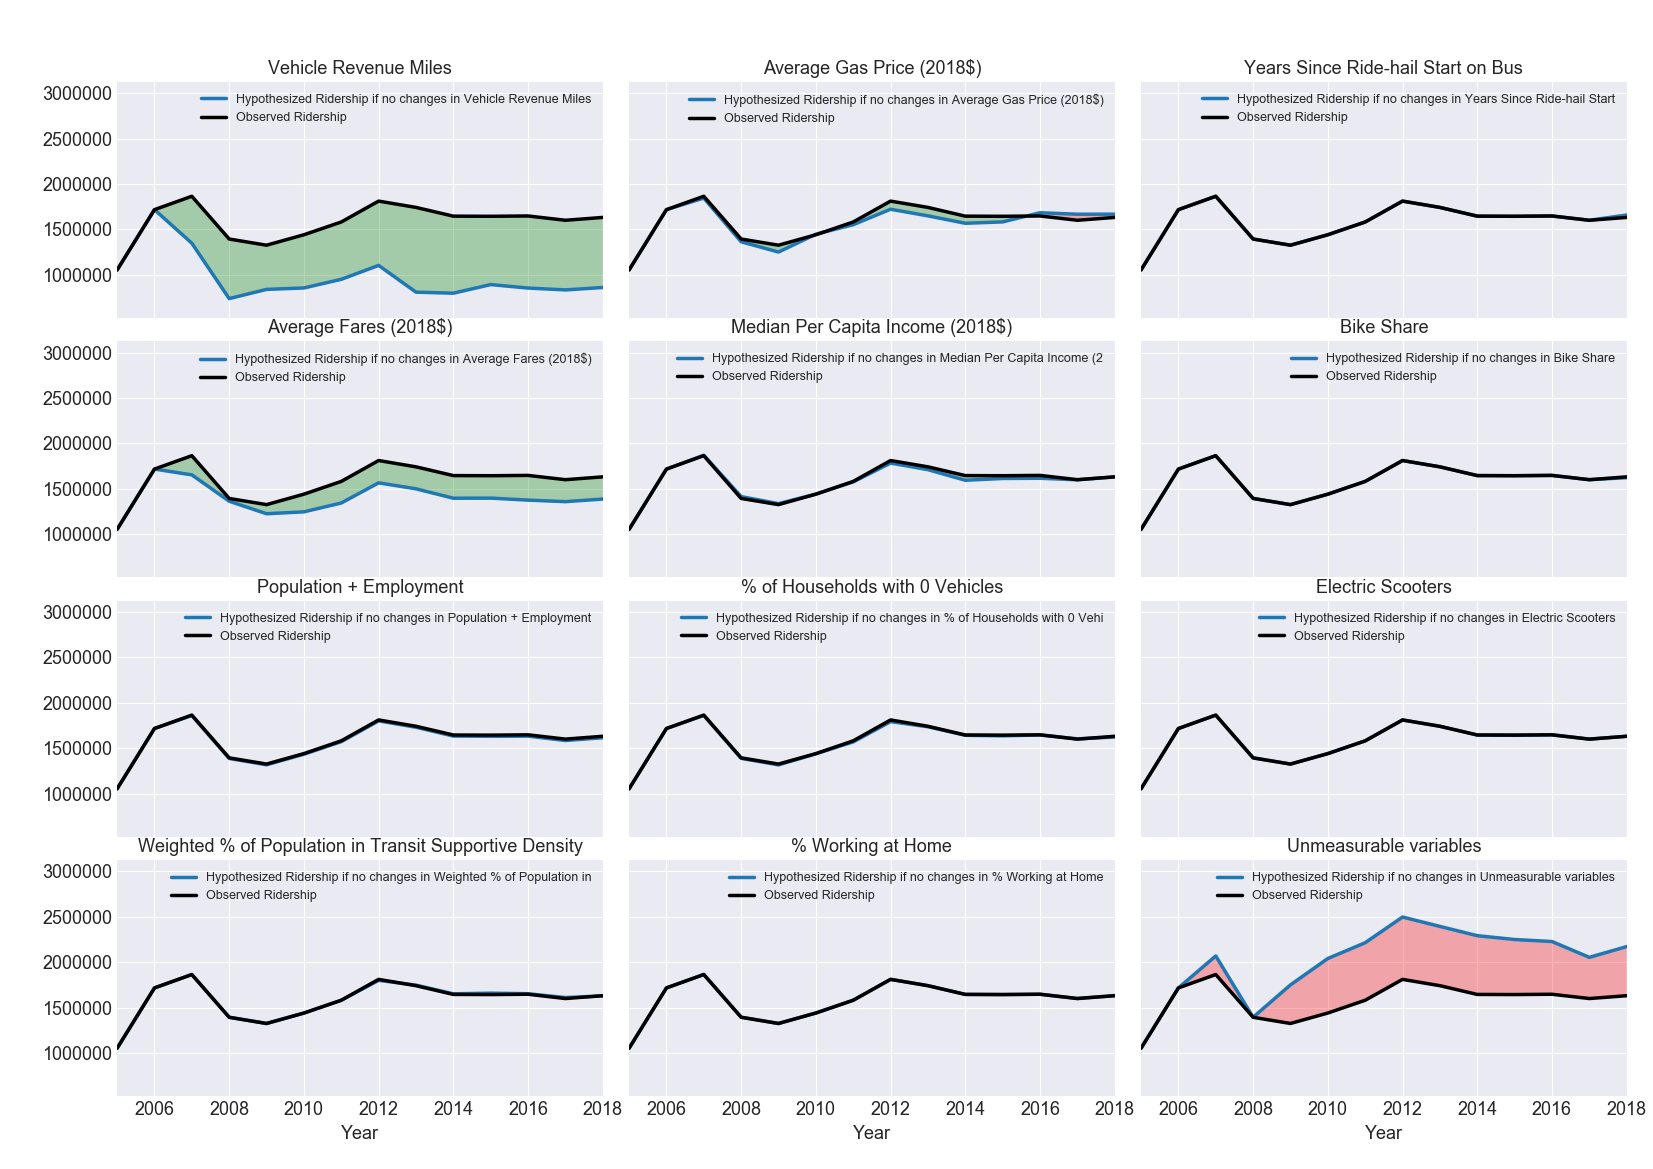 Vehicle Revenue Miles
Average Gas Price (2018$)
Years Since Ride-hail Start on Bus
3000000
2500000
2000000
1500000
1000000
Hypothesized Ridership if no changes in Vehicle Revenue Miles
Observed Ridership
Hypothesized Ridership if no changes in Average Gas Price (2018$)
Observed Ridership
Hypothesized Ridership if no changes in Years Since Ride-hail Start
Observed Ridership
Average Fares (2018$)
Median Per Capita Income (2018$)
Bike Share
3000000
2500000
2000000
1500000
1000000
Hypothesized Ridership if no changes in Average Fares (2018$)
Observed Ridership
Hypothesized Ridership if no changes in Median Per Capita Income (2
Observed Ridership
Hypothesized Ridership if no changes in Bike Share
Observed Ridership
Population + Employment
% of Households with 0 Vehicles
Electric Scooters
3000000
2500000
2000000
1500000
1000000
Hypothesized Ridership if no changes in Population + Employment
Observed Ridership
Hypothesized Ridership if no changes in % of Households with 0 Vehi
Observed Ridership
Hypothesized Ridership if no changes in Electric Scooters
Observed Ridership
Weighted % of Population in Transit Supportive Density
% Working at Home
Unmeasurable variables
3000000
2500000
2000000
1500000
1000000
Hypothesized Ridership if no changes in Weighted % of Population in
Observed Ridership
Hypothesized Ridership if no changes in % Working at Home
Observed Ridership
Hypothesized Ridership if no changes in Unmeasurable variables
Observed Ridership
2006 2008 2010 2012 2014 2016 2018
2006 2008 2010 2012 2014 2016 2018
2006 2008 2010 2012 2014 2016 2018
Year
Year
Year